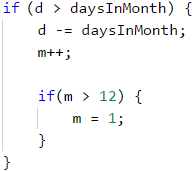 if (d > daysInMonth) {
    d -= daysInMonth;
    m++;

    if(m > 12) {
        m = 1;
    }
}